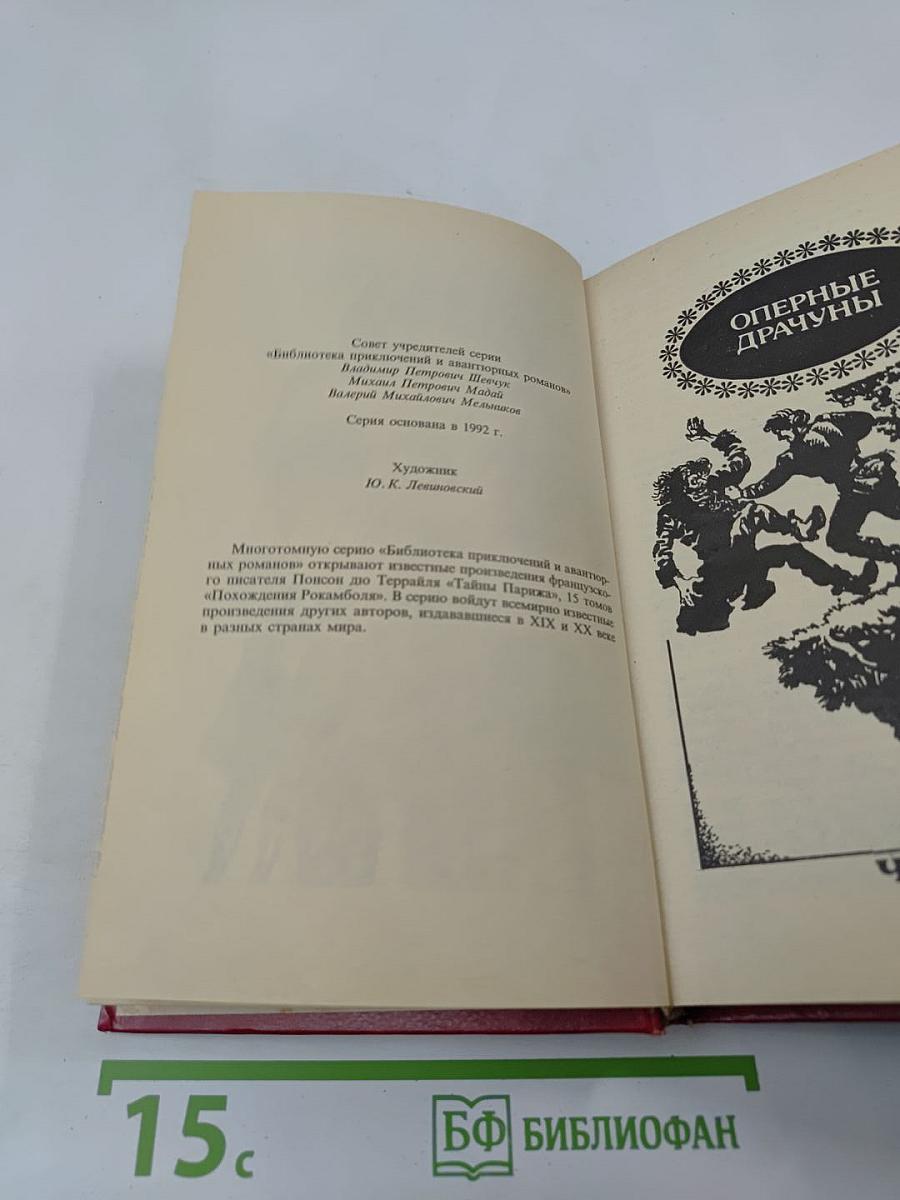 Совет учредителей серии
«Библиотека приключений и авантюрных романов»
Владимир Петрович Шевчук
Михаил Петрович Мадай
Валерий Михайлович Мельников
Серия основана в 1992 г.
Художник
Ю. К. Левиновский
Многотомную серию «Библиотека приключений и авантюр-
ных романов» открывают известные произведения французско-
го писателя Понсон дю Террайля «Тайны Парижа», 15 томов
«Похождения Рокамболя». В серию войдут всемирно известные
произведения других авторов, издававшиеся в XIX и XX веке
в разных странах мира.
ОПЕРНЫЕ
ДРАЧУНЫ
15 с
БФ БИБЛИОФАН